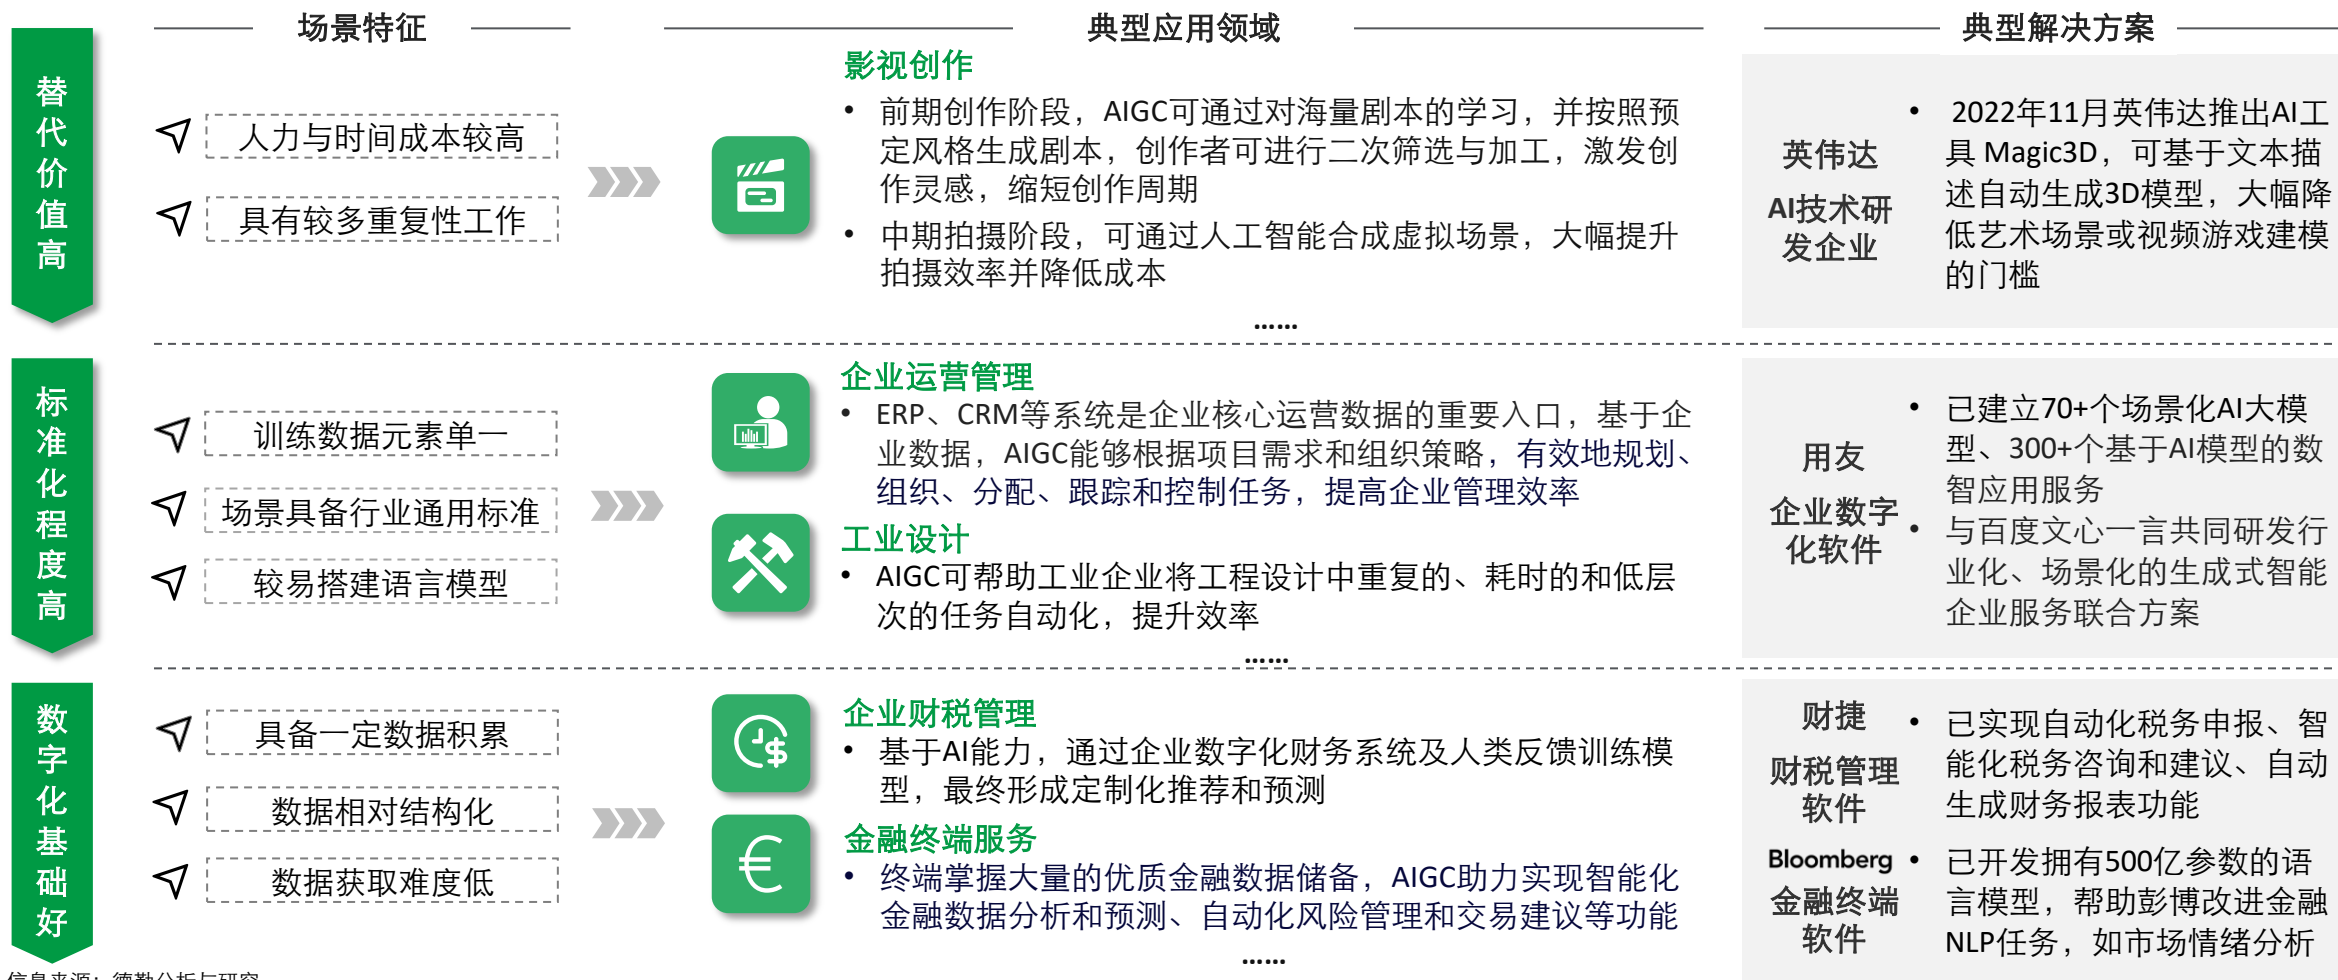 场景特征
典型应用领域
典型解决方案
替代价值高
人力与时间成本较高
具有较多重复性工作
影视创作
• 前期创作阶段，AIGC可通过对海量剧本的学习，并按照预
定风格生成剧本，创作者可进行二次筛选与加工，激发创
作灵感，缩短创作周期
• 中期拍摄阶段，可通过人工智能合成虚拟场景，大幅提升
拍摄效率并降低成本
……
英伟达
AI技术研
发企业
• 2022年11月英伟达推出AI工
具 Magic3D，可基于文本描
述自动生成3D模型，大幅降
低艺术场景或视频游戏建模
的门槛
标准化程度高
训练数据元素单一
场景具备行业通用标准
较易搭建语言模型
企业运营管理
• ERP、CRM等系统是企业核心运营数据的重要入口，基于企
业数据，AIGC能够根据项目需求和组织策略，有效地规划、
组织、分配、跟踪和控制任务，提高企业管理效率
工业设计
• AIGC可帮助工业企业将工程设计中重复的、耗时的和低层
次的任务自动化，提升效率
……
用友
企业数字
化软件
• 已建立70+个场景化AI大模
型、300+个基于AI模型的数
智应用服务
• 与百度文心一言共同研发行
业化、场景化的生成式智能
企业服务联合方案
数字化基础好
具备一定数据积累
数据相对结构化
数据获取难度低
企业财税管理
• 基于AI能力，通过企业数字化财务系统及人类反馈训练模
型，最终形成定制化推荐和预测
金融终端服务
• 终端掌握大量的优质金融数据储备，AIGC助力实现智能化
金融数据分析和预测、自动化风险管理和交易建议等功能
……
财捷
财税管理
软件
• 已实现自动化税务申报、智
能化税务咨询和建议、自动
生成财务报表功能
Bloomberg
金融终端
软件
• 已开发拥有500亿参数的语
言模型，帮助彭博改进金融
NLP任务，如市场情绪分析
信息来源：德勤分析与研究